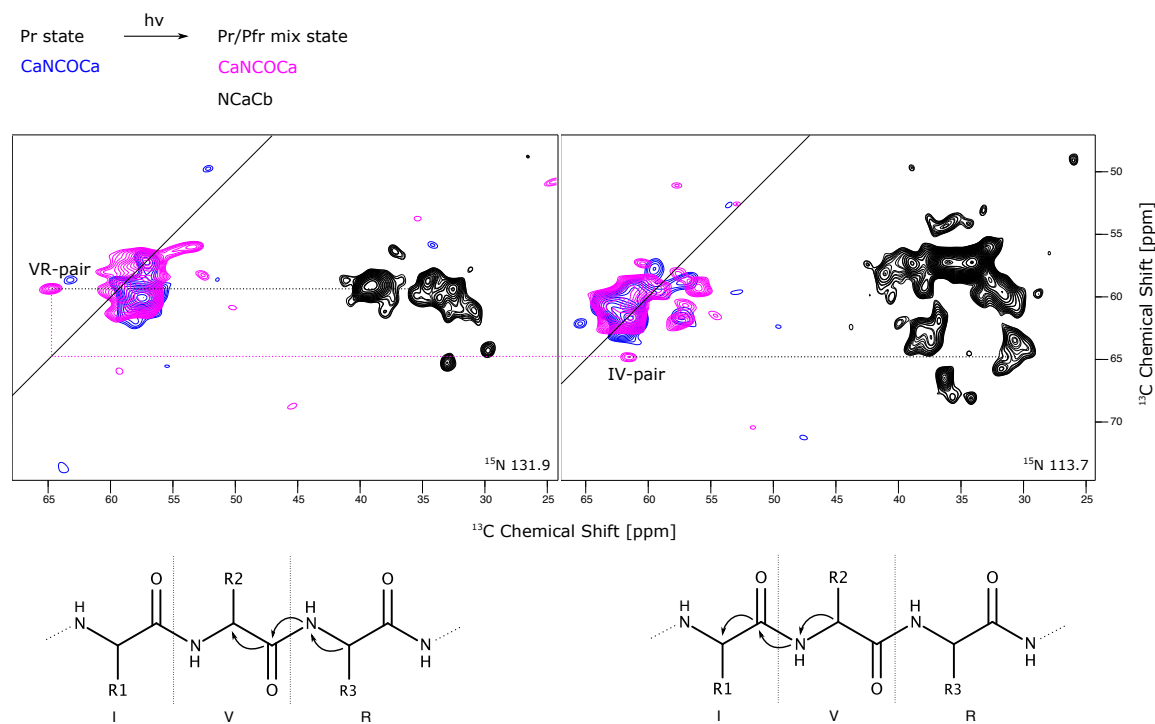 hv
Pr state Pr/Pfr mix state
CaNCOCa CaNCOCa
NCaCb
VR-pair
IV-pair
¹⁵N 131.9
¹⁵N 113.7
50
55
60
65
70
¹³C Chemical Shift [ppm]
65 60 55 50 45 40 35 30 25
65 60 55 50 45 40 35 30 25
¹³C Chemical Shift [ppm]
H N O R1 N H R2 O H N R3 O N H
I V R
H N O R1 N H R2 O H N R3 O N H
I V R